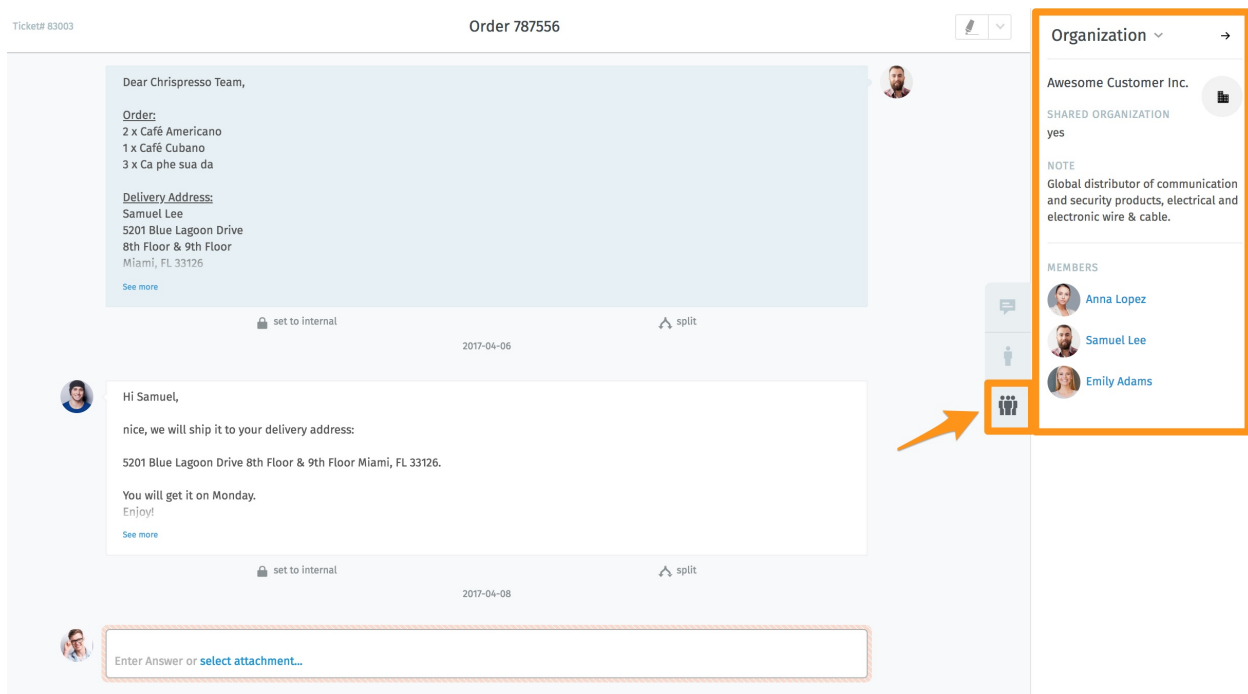 Ticket# 83003
Order 787556
Dear Chrispresso Team,
Order:
2 x Café Americano
1 x Café Cubano
3 x Ca phe sua da
Delivery Address:
Samuel Lee
5201 Blue Lagoon Drive
8th Floor & 9th Floor
Miami, FL 33126
See more
set to internal
split
2017-04-06
Hi Samuel,
nice, we will ship it to your delivery address:
5201 Blue Lagoon Drive 8th Floor & 9th Floor Miami, FL 33126.
You will get it on Monday.
Enjoy!
See more
set to internal
split
2017-04-08
Enter Answer or select attachment...
Organization
Awesome Customer Inc.
SHARED ORGANIZATION
yes
NOTE
Global distributor of communication
and security products, electrical and
electronic wire & cable.
MEMBERS
Anna Lopez
Samuel Lee
Emily Adams